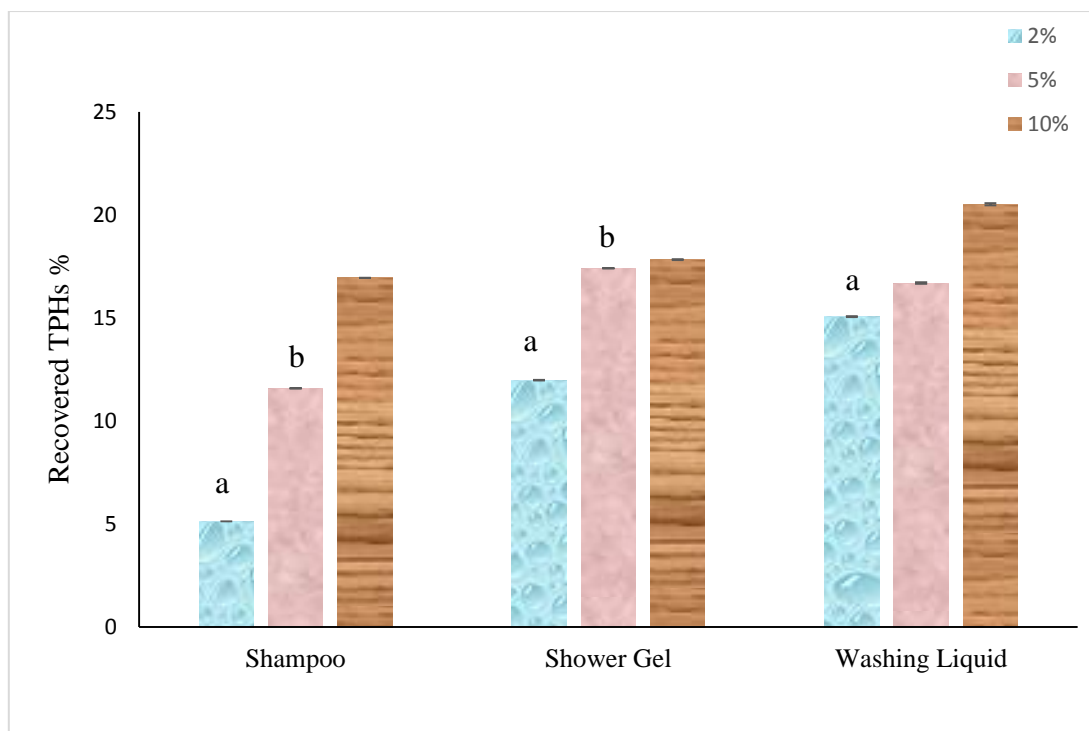 2%
5%
10%
25
20
15
10
5
0
Recovered TPHs %
a
b
a
b
a
Shampoo
Shower Gel
Washing Liquid